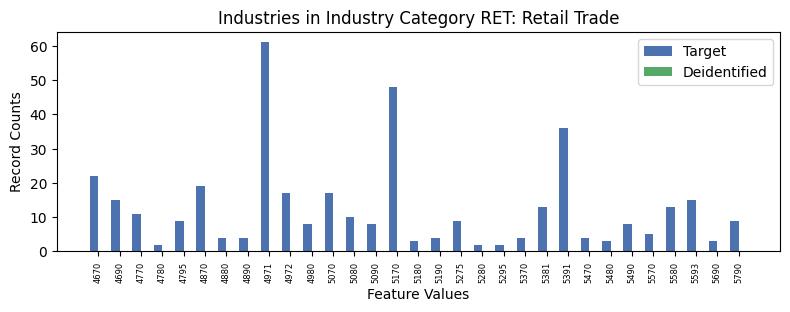 Industries in Industry Category RET: Retail Trade
Target
Deidentified
Record Counts
60
50
40
30
20
10
0
4670 4690 4770 4780 4795 4870 4880 4890 4971 4972 4980 5070 5080 5090 5170 5180 5190 5275 5280 5295 5370 5381 5391 5470 5480 5490 5570 5580 5593 5690 5790
Feature Values